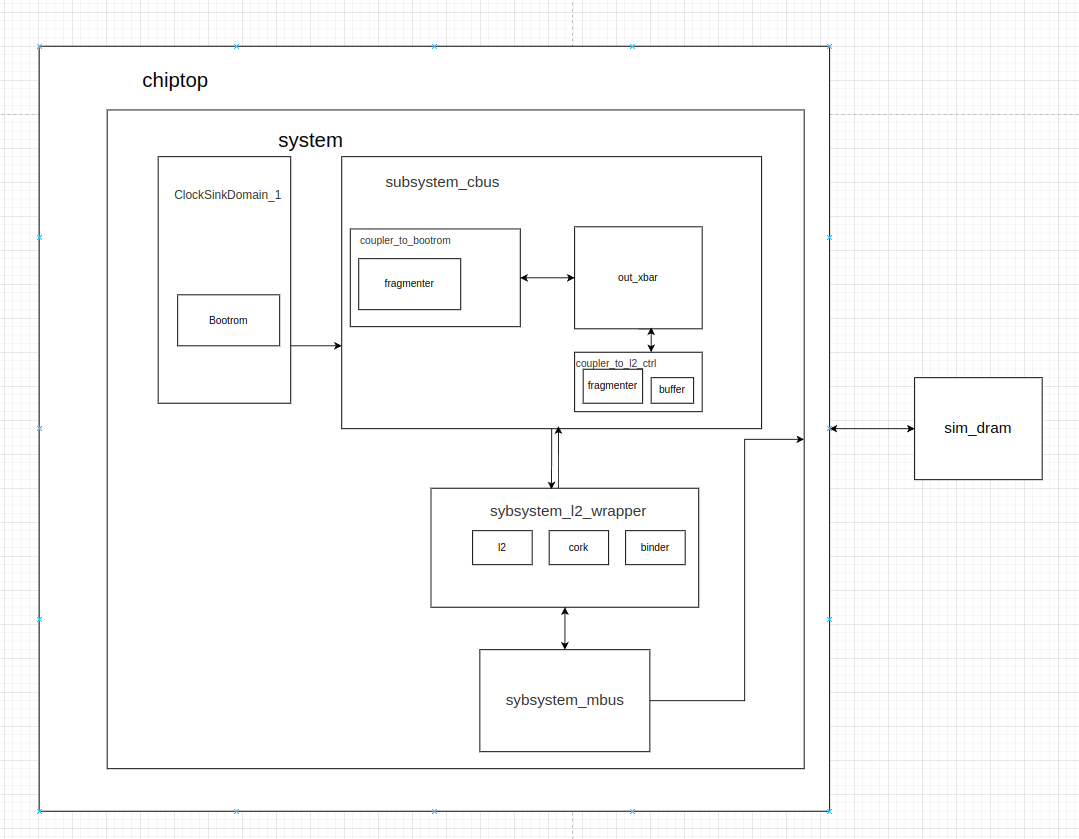 chiptop
system
ClockSinkDomain_1
Bootrom
subsystem_cbus
coupler_to_bootrom
fragmenter
out_xbar
coupler_to_l2_ctrl
fragmenter
buffer
sybsystem_l2_wrapper
l2
cork
binder
sybsystem_mbus
sim_dram